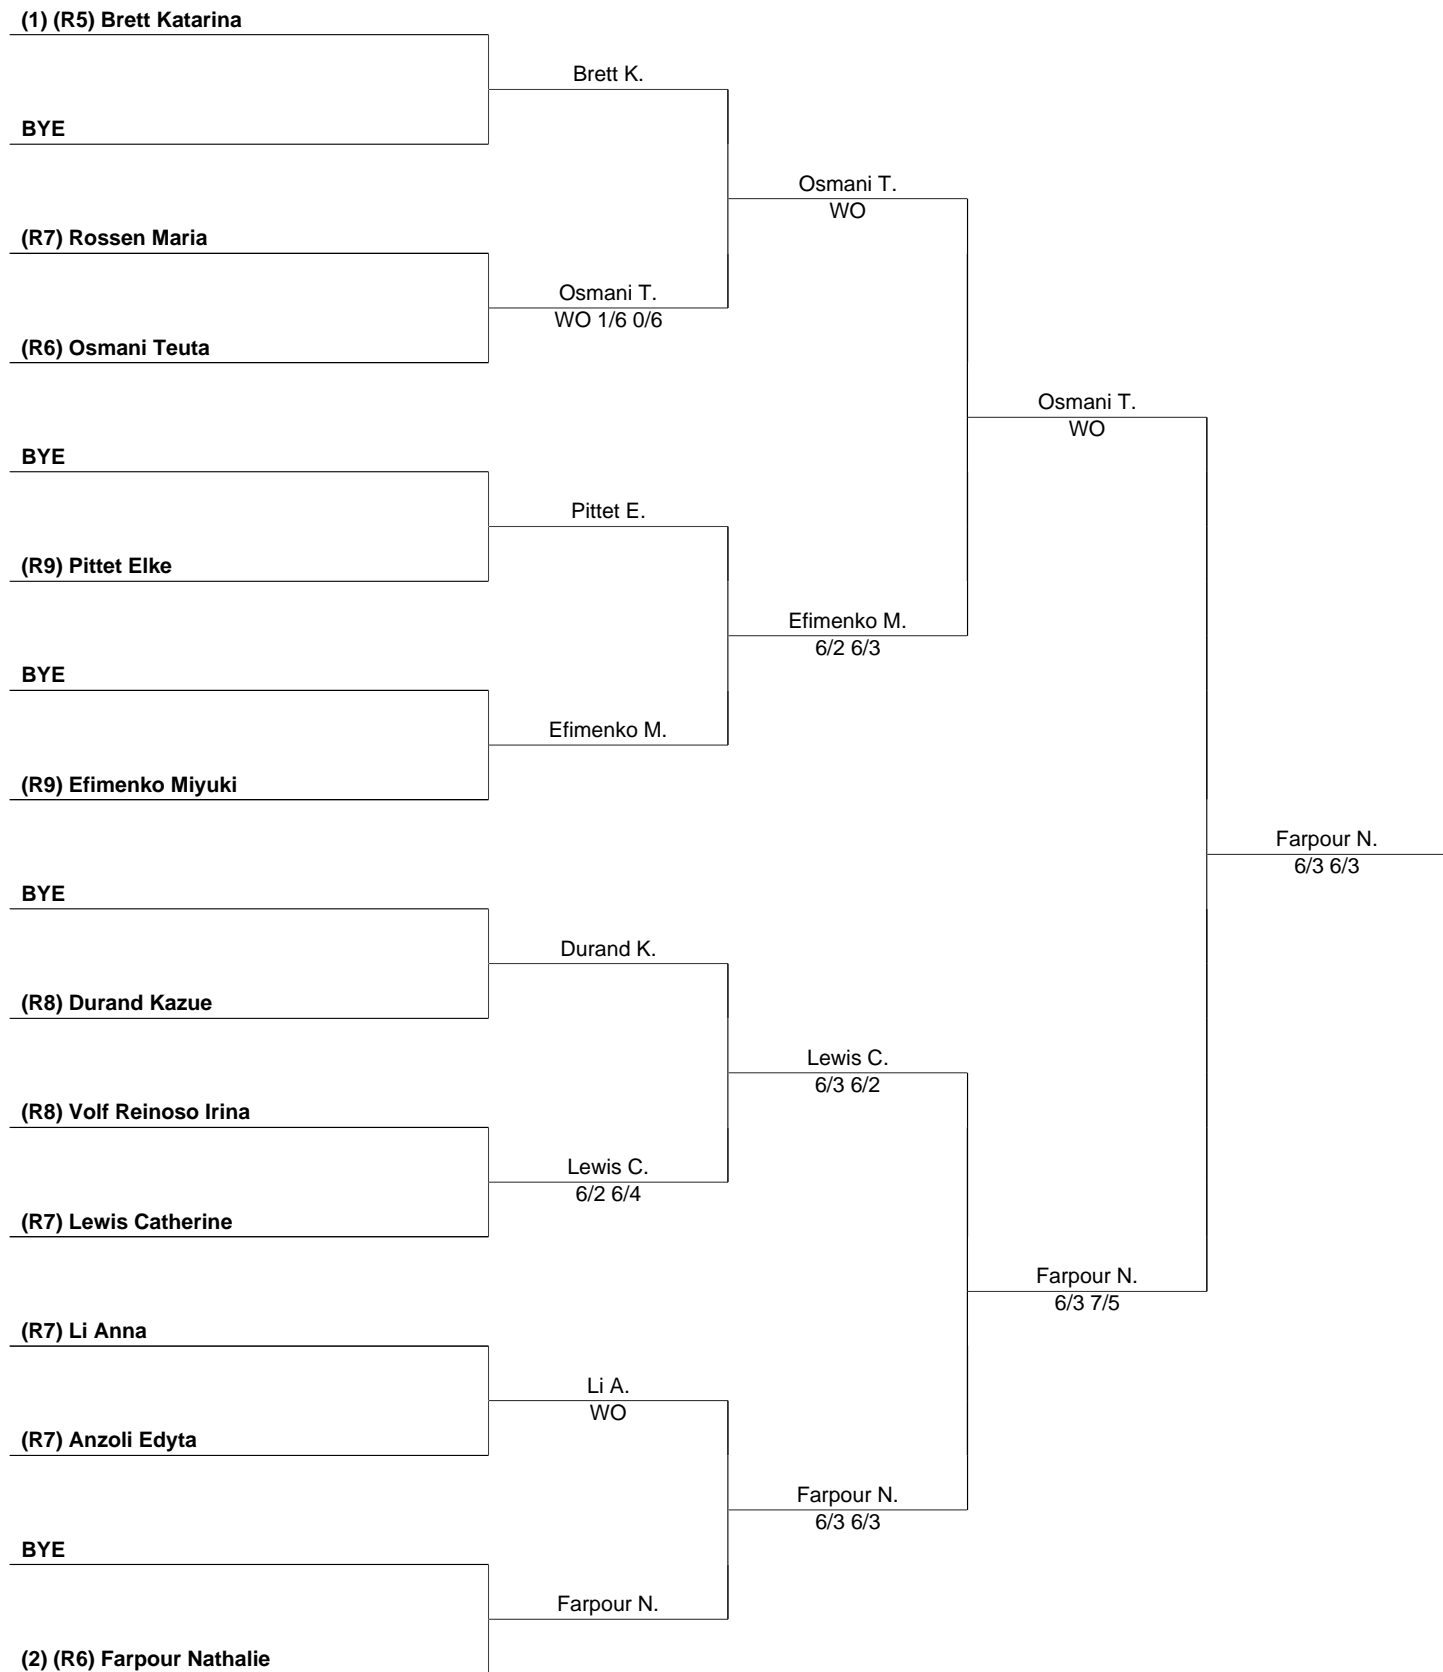 (1) (R5) Brett Katarina
Brett K.
BYE
Osmani T.
WO
(R7) Rossen Maria
Osmani T.
WO 1/6 0/6
(R6) Osmani Teuta
Osmani T.
WO
BYE
Pittet E.
(R9) Pittet Elke
Efimenko M.
6/2 6/3
BYE
Efimenko M.
(R9) Efimenko Miyuki
Farpour N.
6/3 6/3
BYE
Durand K.
(R8) Durand Kazue
Lewis C.
6/3 6/2
(R8) Volf Reinoso Irina
Lewis C.
6/2 6/4
(R7) Lewis Catherine
Farpour N.
6/3 7/5
(R7) Li Anna
Li A.
WO
(R7) Anzoli Edyta
Farpour N.
6/3 6/3
BYE
Farpour N.
(2) (R6) Farpour Nathalie